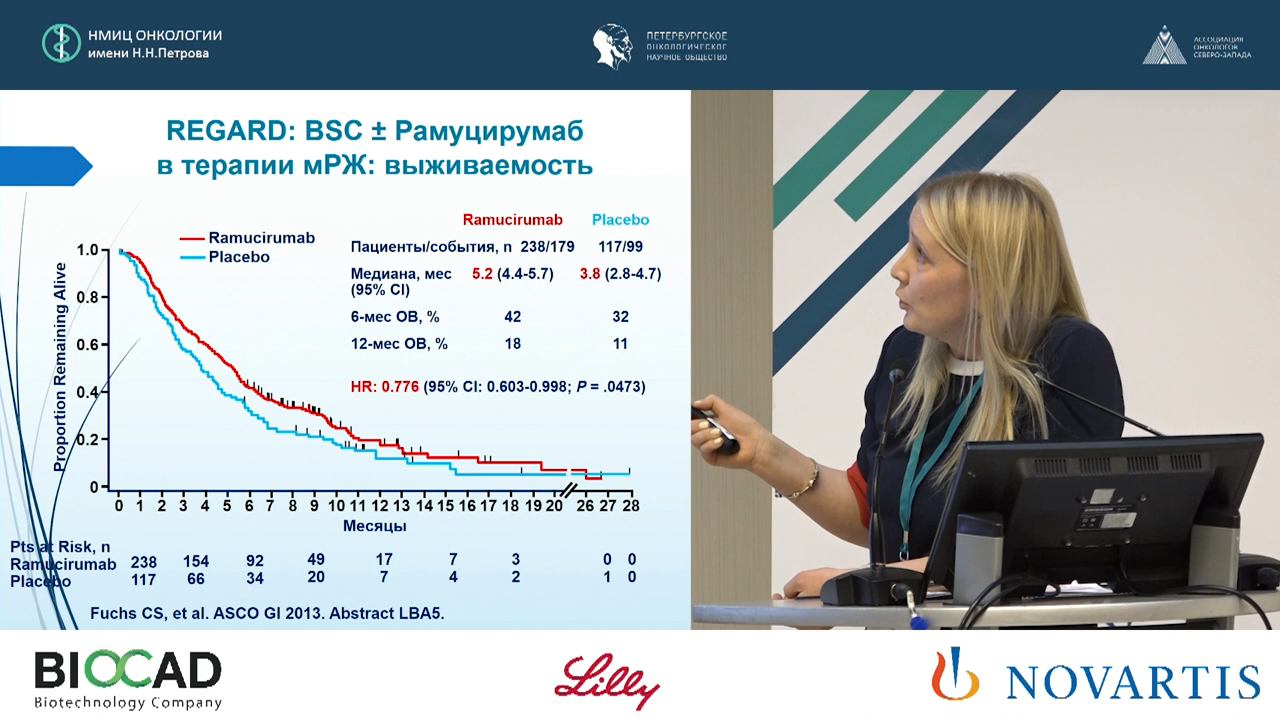 НМИЦ ОНКОЛОГИИ
имени Н.Н.Петрова
ПЕТЕРБУРГСКОЕ
ОНКОЛОГИЧЕСКОЕ
НАУЧНОЕ ОБЩЕСТВО
АССОЦИАЦИЯ
ОНКОЛОГОВ
СЕВЕРО-ЗАПАДА
REGARD: BSC ± Рамуцирумаб
в терапии мРЖ: выживаемость
Ramucirumab Placebo
Ramucirumab
Placebo
Пациенты/события, n 238/179 117/99
Медиана, мес 5.2 (4.4-5.7) 3.8 (2.8-4.7)
(95% CI)
6-мес ОВ, % 42 32
12-мес ОВ, % 18 11
HR: 0.776 (95% CI: 0.603-0.998; P = .0473)
Proportion Remaining Alive
1.0
0.8
0.6
0.4
0.2
0
0 1 2 3 4 5 6 7 8 9 10 11 12 13 14 15 16 17 18 19 20 26 27 28
Месяцы
Pts at Risk, n
Ramucirumab 238 154 92 49 17 7 3 0 0
Placebo 117 66 34 20 7 4 2 1 0
Fuchs CS, et al. ASCO GI 2013. Abstract LBA5.
BIOCAD
Biotechnology Company
Lilly
NOVARTIS